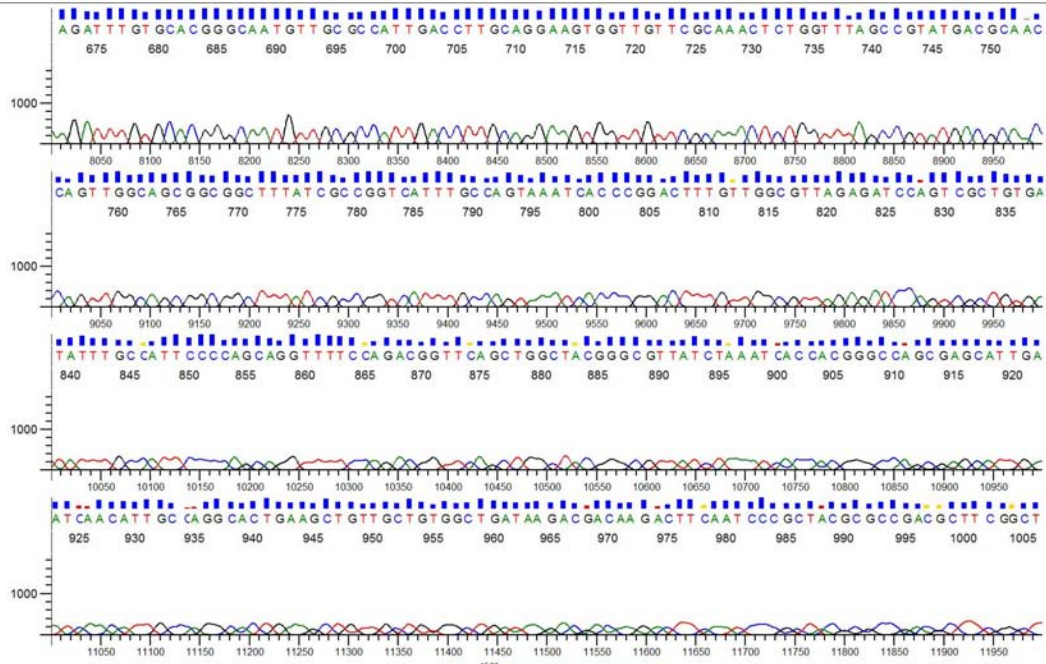 AGATTTGTGCACGGGCAATGTTGCGCCATTGACCTTGCAGGAAGTGGTTGTTCGCAAACTCTGGTTTAGCCGTATGACGCAAC
675 680 685 690 695 700 705 710 715 720 725 730 735 740 745 750
1000
8050 8100 8150 8200 8250 8300 8350 8400 8450 8500 8550 8600 8650 8700 8750 8800 8850 8900 8950
CAGTTGGCAGCGGCGGCTTTATCGCCGGTCATTTGCCAGTAAATCACCCGGACTTTGTTGGCGTTAGAGATCCAGTCGCTGTGA
760 765 770 775 780 785 790 795 800 805 810 815 820 825 830 835
1000
9050 9100 9150 9200 9250 9300 9350 9400 9450 9500 9550 9600 9650 9700 9750 9800 9850 9900 9950
TATTTGCCATTCCCCAGCAGGTTTTCCAGACGGTTCAGCTGGCTACGGGCGTTATCTAAATCACCACGGGCCAGCGAGCATTGA
840 845 850 855 860 865 870 875 880 885 890 895 900 905 910 915 920
1000
10050 10100 10150 10200 10250 10300 10350 10400 10450 10500 10550 10600 10650 10700 10750 10800 10850 10900 10950
ATCAACATTGCCAGGCACTGAAGCTGTTGCTGTGGCTGATAAGACGACAAGACTTCAATCCCGCTACGCGCCGACGCTTCGGCT
925 930 935 940 945 950 955 960 965 970 975 980 985 990 995 1000 1005
1000
11050 11100 11150 11200 11250 11300 11350 11400 11450 11500 11550 11600 11650 11700 11750 11800 11850 11900 11950